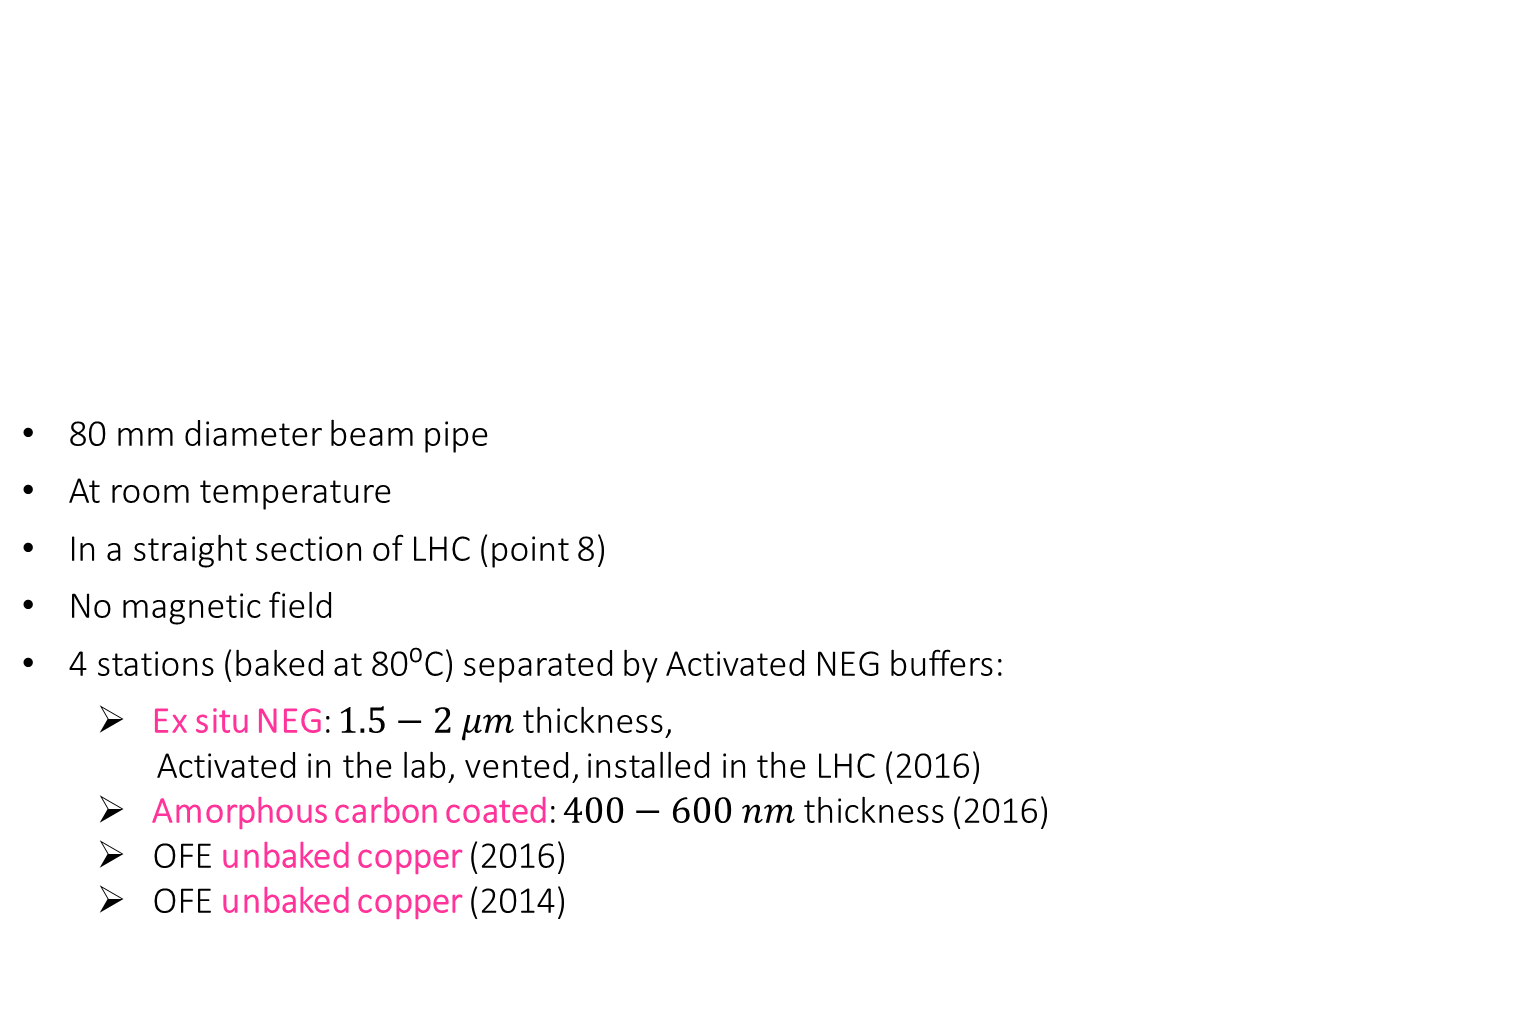 • 80 mm diameter beam pipe
• At room temperature
• In a straight section of LHC (point 8)
• No magnetic field
• 4 stations (baked at 80⁰C) separated by Activated NEG buffers:
➢ Ex situ NEG: 1.5 − 2 μm thickness,
Activated in the lab, vented, installed in the LHC (2016)
➢ Amorphous carbon coated: 400 − 600 nm thickness (2016)
➢ OFE unbaked copper (2016)
➢ OFE unbaked copper (2014)